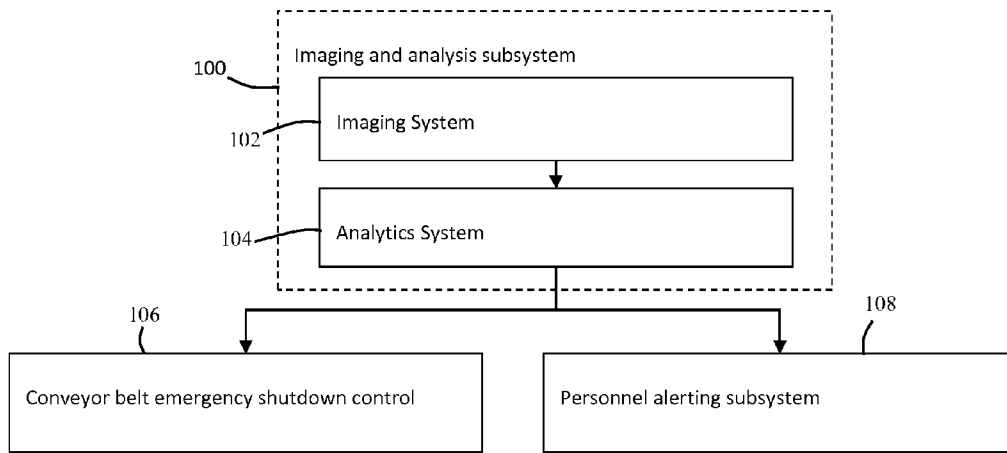 Imaging and analysis subsystem
100
Imaging System
102
Analytics System
104
106
108
Conveyor belt emergency shutdown control
Personnel alerting subsystem